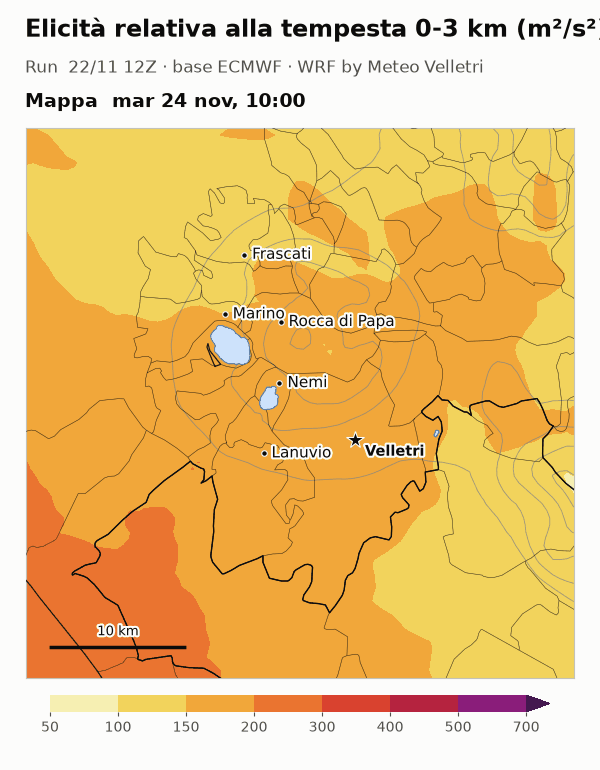 Elicità relativa alla tempesta 0-3 km (m²/s²)
Run  22/11 12Z · base ECMWF · WRF by Meteo Velletri
Mappa  mar 24 nov, 10:00
Frascati
Marino
Rocca di Papa
Nemi
Velletri
Lanuvio
10 km
50 100 150 200 300 400 500 700